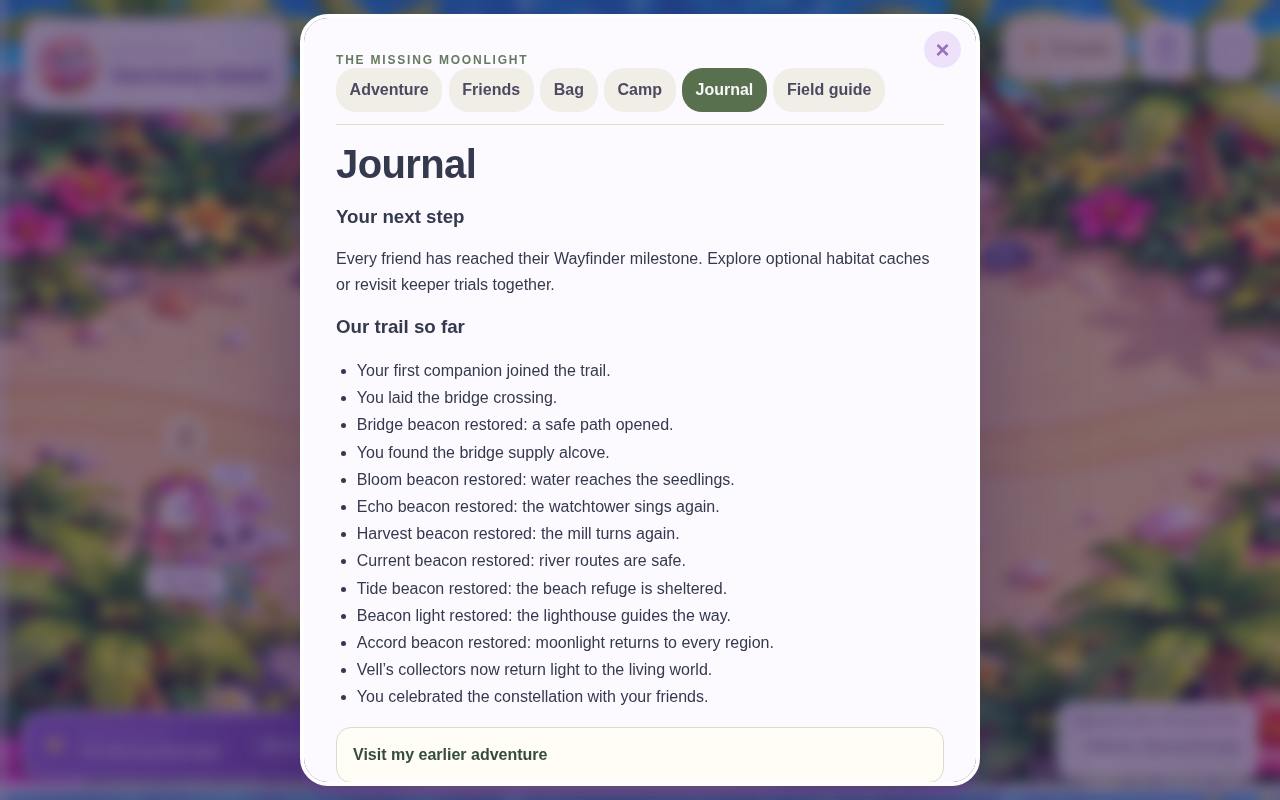 THE MISSING MOONLIGHT
×
Adventure
Friends
Bag
Camp
Journal
Field guide
Journal
Your next step
Every friend has reached their Wayfinder milestone. Explore optional habitat caches
or revisit keeper trials together.
Our trail so far
• Your first companion joined the trail.
• You laid the bridge crossing.
• Bridge beacon restored: a safe path opened.
• You found the bridge supply alcove.
• Bloom beacon restored: water reaches the seedlings.
• Echo beacon restored: the watchtower sings again.
• Harvest beacon restored: the mill turns again.
• Current beacon restored: river routes are safe.
• Tide beacon restored: the beach refuge is sheltered.
• Beacon light restored: the lighthouse guides the way.
• Accord beacon restored: moonlight returns to every region.
• Vell’s collectors now return light to the living world.
• You celebrated the constellation with your friends.
Visit my earlier adventure